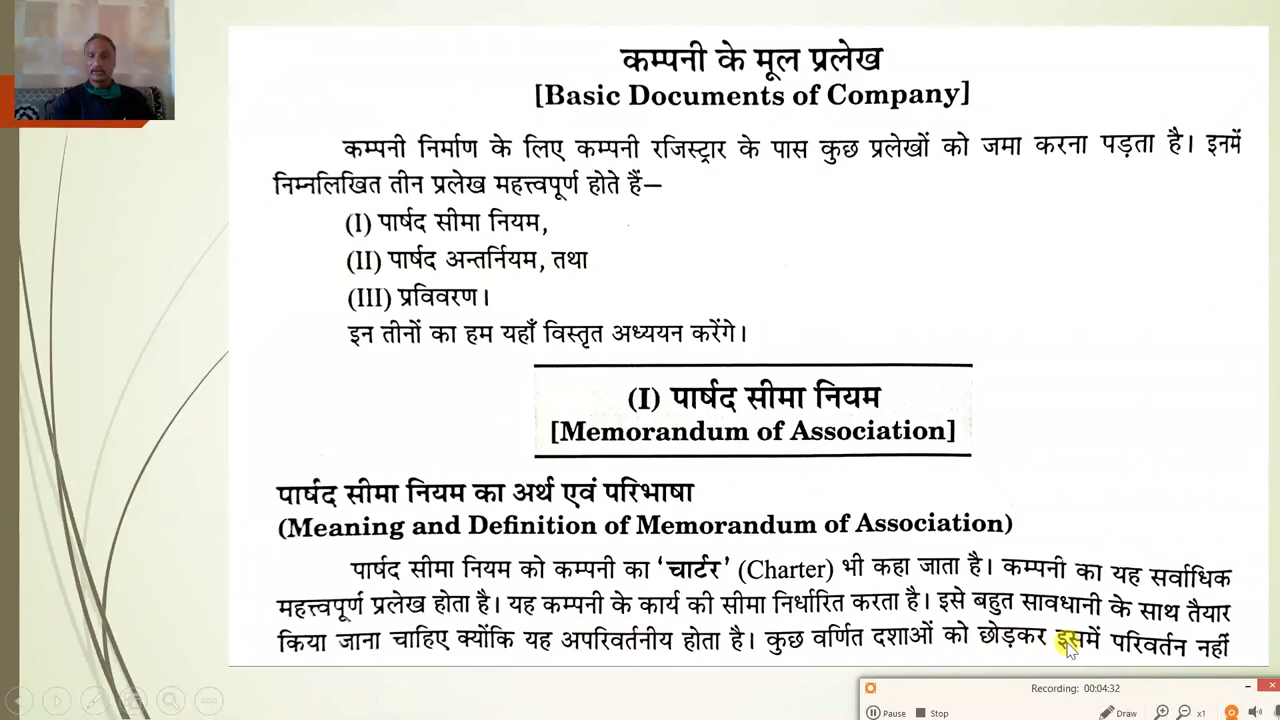 कम्पनी के मूल प्रलेख
[Basic Documents of Company]
कम्पनी निर्माण के लिए कम्पनी रजिस्ट्रार के पास कुछ प्रलेखों को जमा करना पड़ता है। इनमें
निम्नलिखित तीन प्रलेख महत्त्वपूर्ण होते हैं—
(I) पार्षद सीमा नियम,
(II) पार्षद अन्तर्नियम, तथा
(III) प्रविवरण।
इन तीनों का हम यहाँ विस्तृत अध्ययन करेंगे।
(I) पार्षद सीमा नियम
[Memorandum of Association]
पार्षद सीमा नियम का अर्थ एवं परिभाषा
(Meaning and Definition of Memorandum of Association)
पार्षद सीमा नियम को कम्पनी का ‘चार्टर’ (Charter) भी कहा जाता है। कम्पनी का यह सर्वाधिक
महत्त्वपूर्ण प्रलेख होता है। यह कम्पनी के कार्य की सीमा निर्धारित करता है। इसे बहुत सावधानी के साथ तैयार
किया जाना चाहिए क्योंकि यह अपरिवर्तनीय होता है। कुछ वर्णित दशाओं को छोड़कर इसमें परिवर्तन नहीं
Recording: 00:04:32
Pause Stop Draw x1